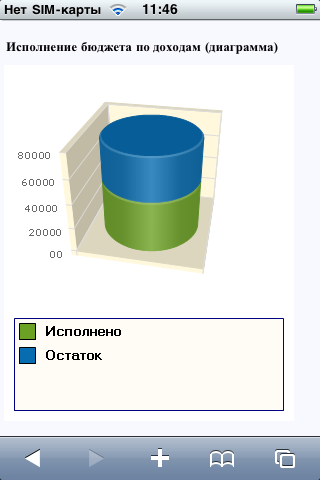 Нет SIM-карты 11:46
Исполнение бюджета по доходам (диаграмма)
80000
60000
40000
20000
00
Исполнено
Остаток